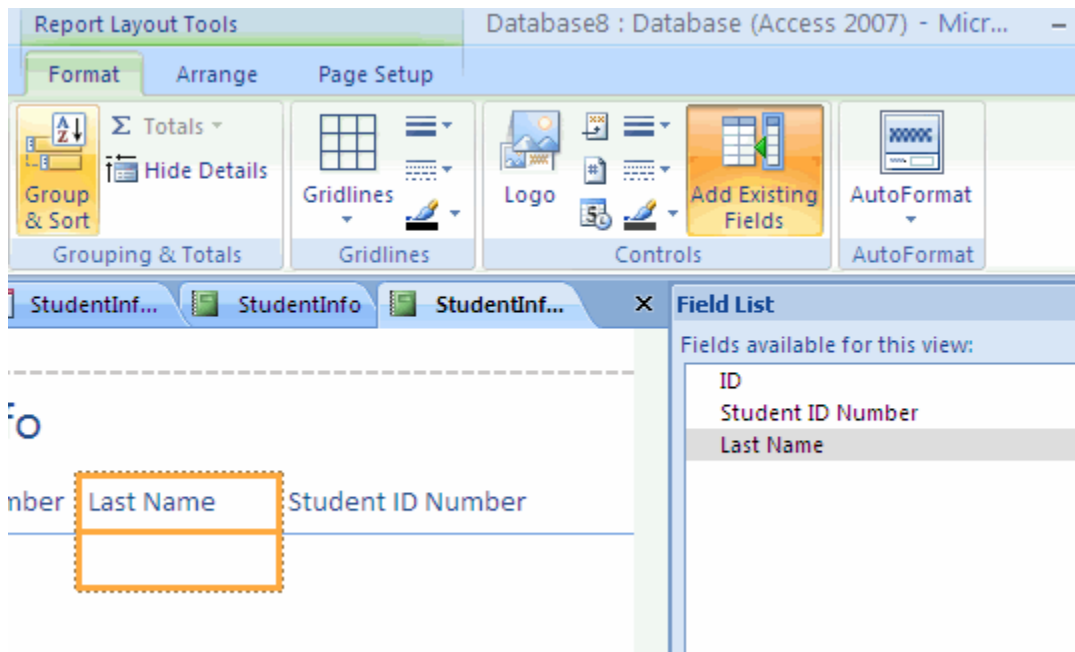 Report Layout Tools
Database8 : Database (Access 2007) - Micr...
Format Arrange Page Setup
Σ Totals
Hide Details
Group
& Sort
Grouping & Totals
Gridlines
Gridlines
Logo
Add Existing
Fields
Controls
AutoFormat
AutoFormat
StudentInf... StudentInfo StudentInf...
Field List
Fields available for this view:
ID
Student ID Number
Last Name
fo
mber Last Name Student ID Number